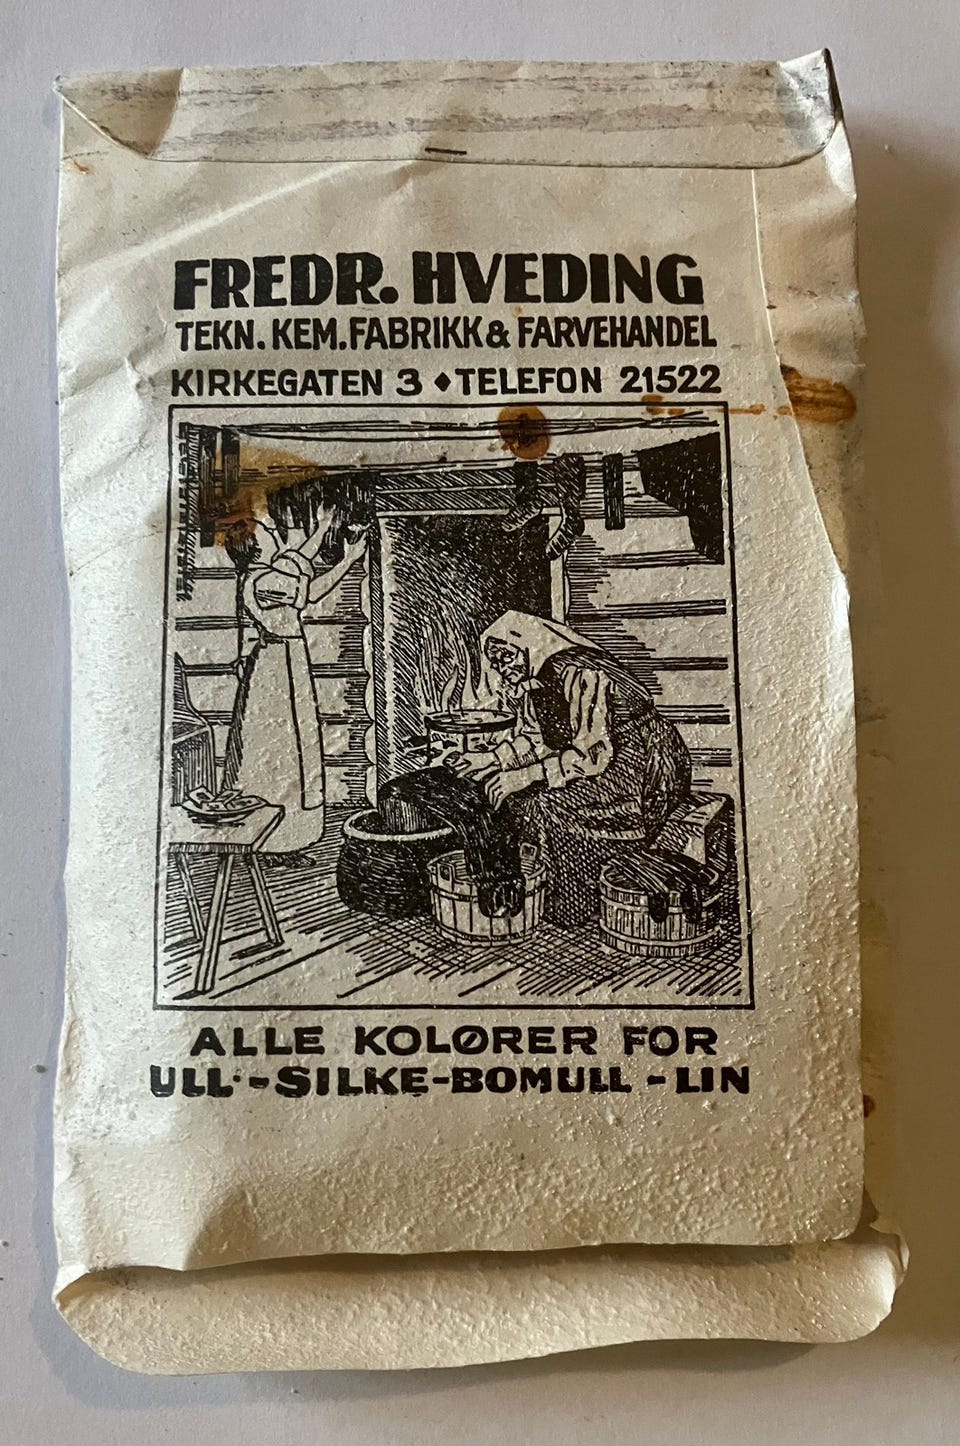 FREDR. HVEDING
TEKN. KEM. FABRIKK & FARVEHANDEL
KIRKEGATEN 3 ♦ TELEFON 21522
ALLE KOLØRER FOR
ULL - SILKE - BOMULL - LIN